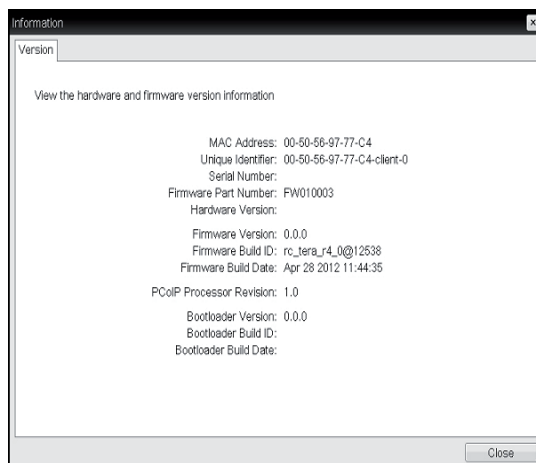 Information
Version
View the hardware and firmware version information
MAC Address: 00-50-56-97-77-C4
Unique Identifier: 00-50-56-97-77-C4-client-0
Serial Number:
Firmware Part Number: FW010003
Hardware Version:
Firmware Version: 0.0.0
Firmware Build ID: rc_tera_r4_0@12538
Firmware Build Date: Apr 28 2012 11:44:35
PCoIP Processor Revision: 1.0
Bootloader Version: 0.0.0
Bootloader Build ID:
Bootloader Build Date:
Close